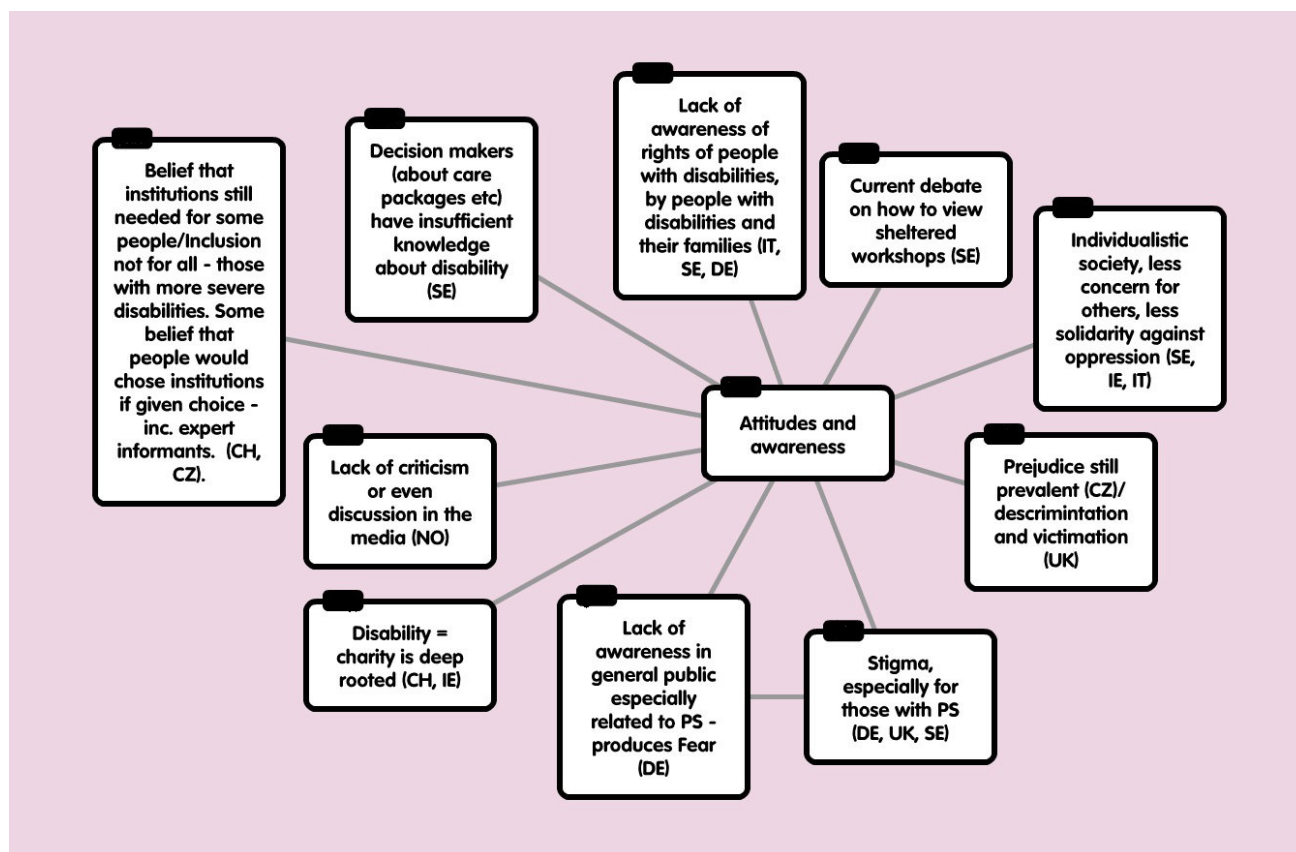 Belief that
institutions still
needed for some
people/Inclusion
not for all - those
with more severe
disabilities. Some
belief that
people would
chose institutions
if given choice -
inc. expert
informants. (CH,
CZ).
Decision makers
(about care
packages etc)
have insufficient
knowledge
about disability
(SE)
Lack of
awareness of
rights of people
with disabilities,
by people with
disabilities and
their families (IT,
SE, DE)
Current debate
on how to view
sheltered
workshops (SE)
Individualistic
society, less
concern for
others, less
solidarity against
oppression (SE,
IE, IT)
Attitudes and
awareness
Lack of criticism
or even
discussion in the
media (NO)
Prejudice still
prevalent (CZ)/
descrimintation
and victimation
(UK)
Disability =
charity is deep
rooted (CH, IE)
Lack of
awareness in
general public
especially
related to PS -
produces Fear
(DE)
Stigma,
especially for
those with PS
(DE, UK, SE)